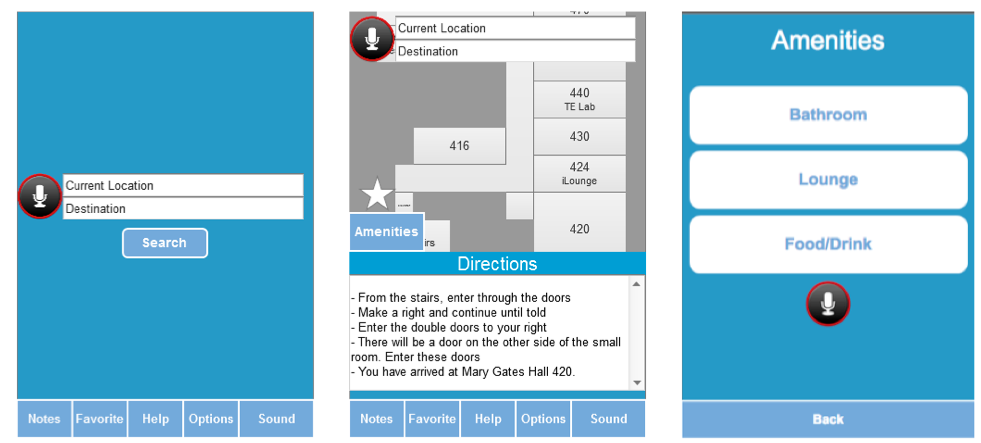 Current Location
Destination
Search
Notes
Favorite
Help
Options
Sound
Current Location
Destination
440
TE Lab
430
416
424
iLounge
420
Amenities
Directions
- From the stairs, enter through the doors
- Make a right and continue until told
- Enter the double doors to your right
- There will be a door on the other side of the small
room. Enter these doors
- You have arrived at Mary Gates Hall 420.
Notes
Favorite
Help
Options
Sound
Amenities
Bathroom
Lounge
Food/Drink
Back